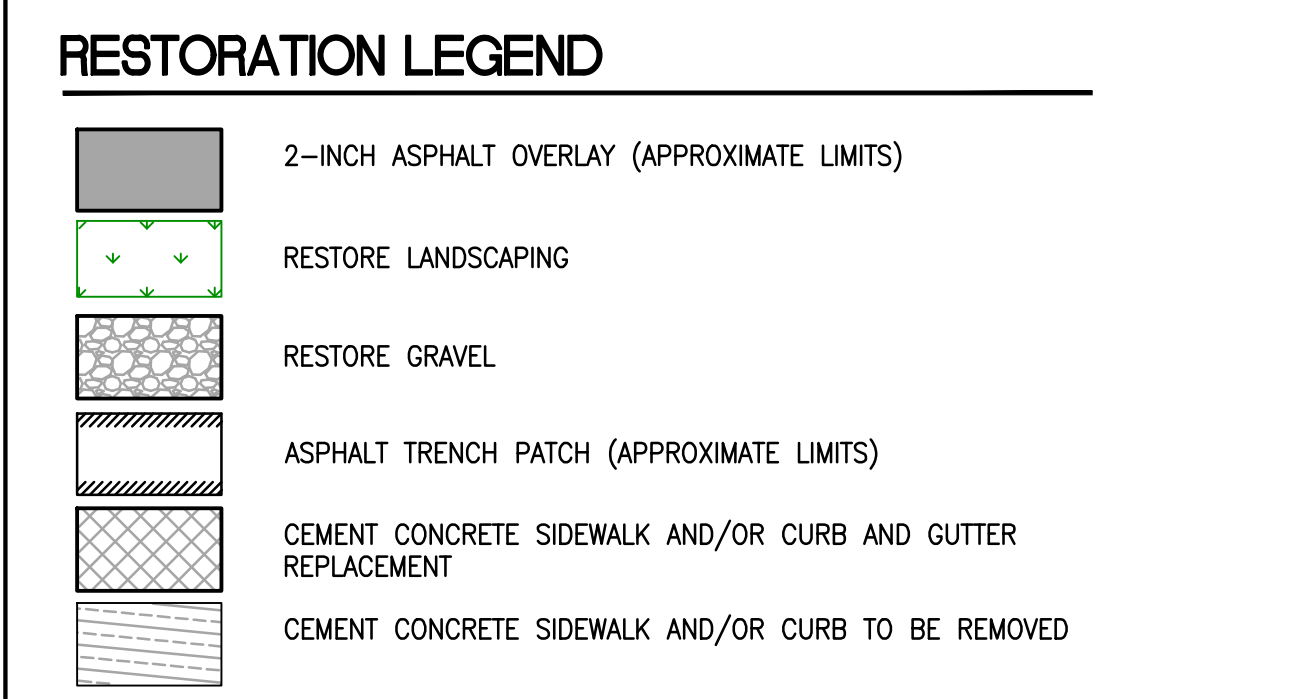 RESTORATION LEGEND
2-INCH ASPHALT OVERLAY (APPROXIMATE LIMITS)
RESTORE LANDSCAPING
RESTORE GRAVEL
ASPHALT TRENCH PATCH (APPROXIMATE LIMITS)
CEMENT CONCRETE SIDEWALK AND/OR CURB AND GUTTER
REPLACEMENT
CEMENT CONCRETE SIDEWALK AND/OR CURB TO BE REMOVED